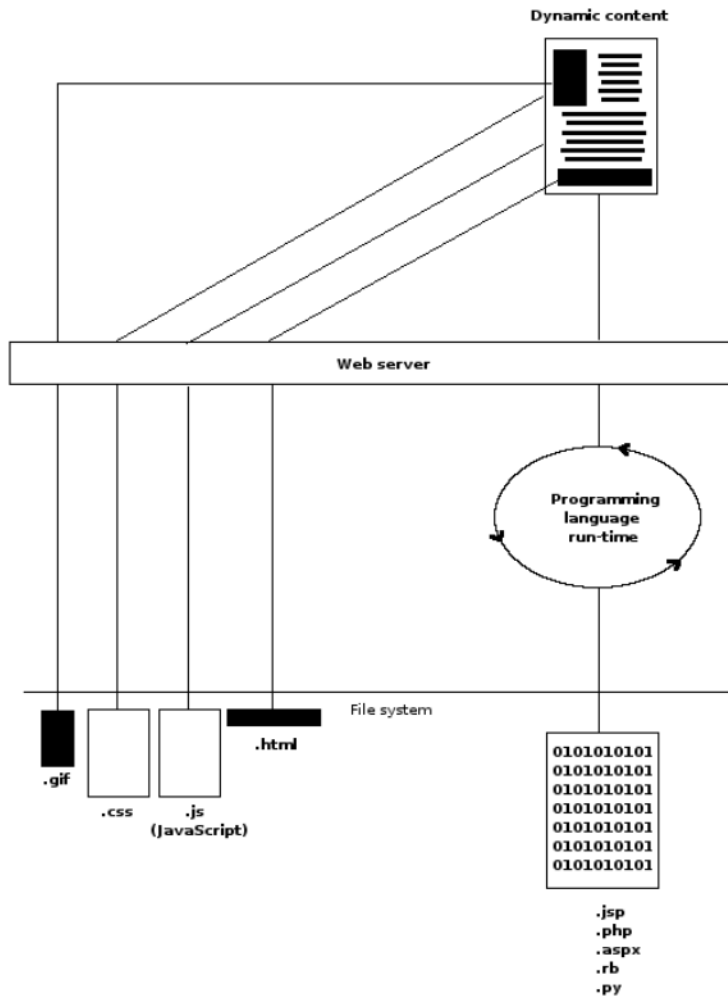 Dynamic content
Web server
Programming
language
run-time
File system
.gif
.css
.js
(JavaScript)
.html
0101010101
0101010101
0101010101
0101010101
0101010101
0101010101
0101010101
.jsp
.php
.aspx
.rb
.py